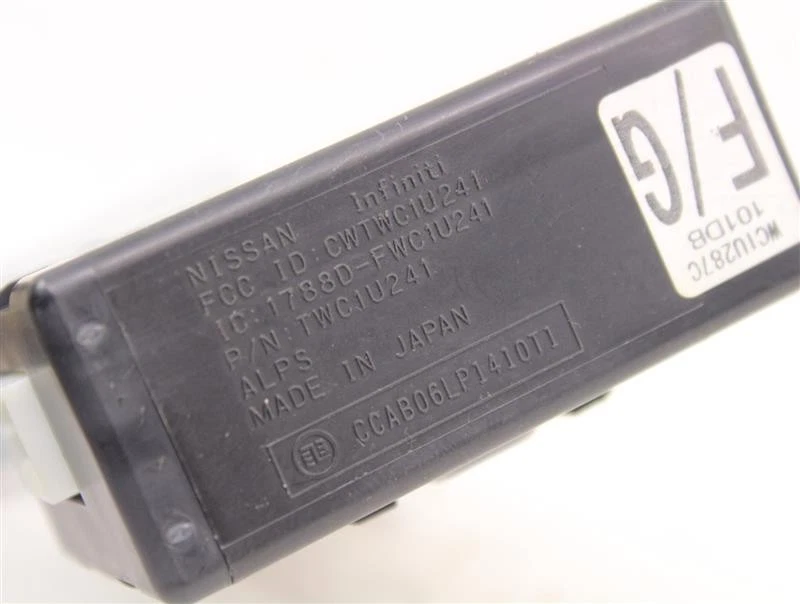 NISSAN Infiniti
FCC ID:CWTWC1U241
IC:1788D-FWC1U241
P/N:TWC1U241
ALPS
MADE IN JAPAN
CCAB06LP1410T1
E/G
WC1U287C
101DB